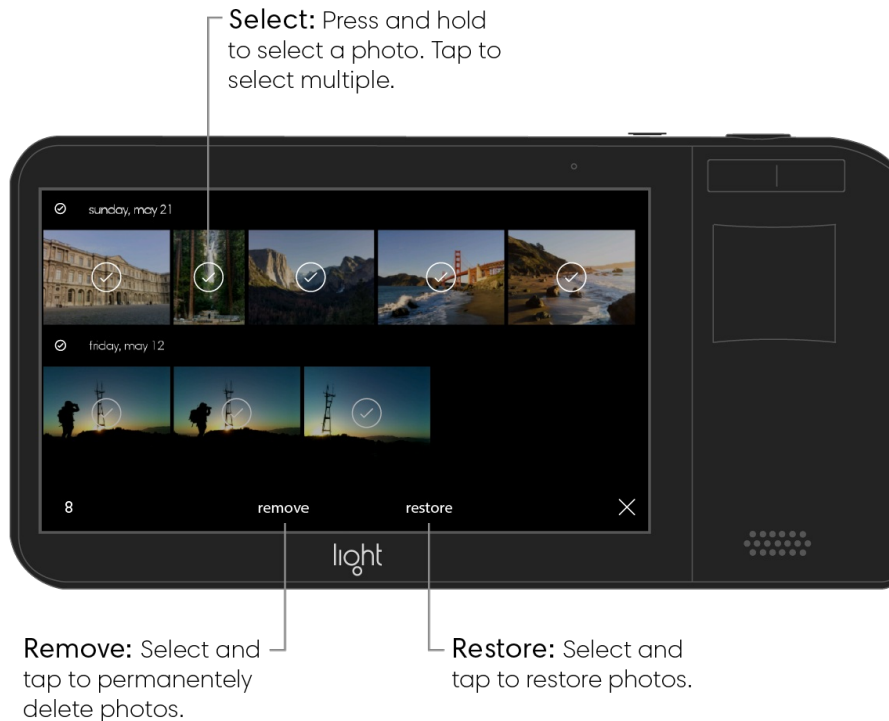 Select: Press and hold
to select a photo. Tap to
select multiple.
sunday, may 21
friday, may 12
8
remove
restore
light
Remove: Select and
tap to permanentely
delete photos.
Restore: Select and
tap to restore photos.